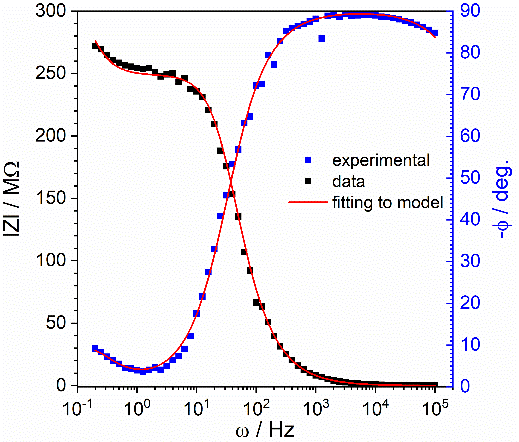 300
250
200
150
100
50
0
|Z| / MΩ
90
80
70
60
50
40
30
20
10
0
-ϕ / deg.
experimental
data
fitting to model
10⁻¹ 10⁰ 10¹ 10² 10³ 10⁴ 10⁵
ω / Hz